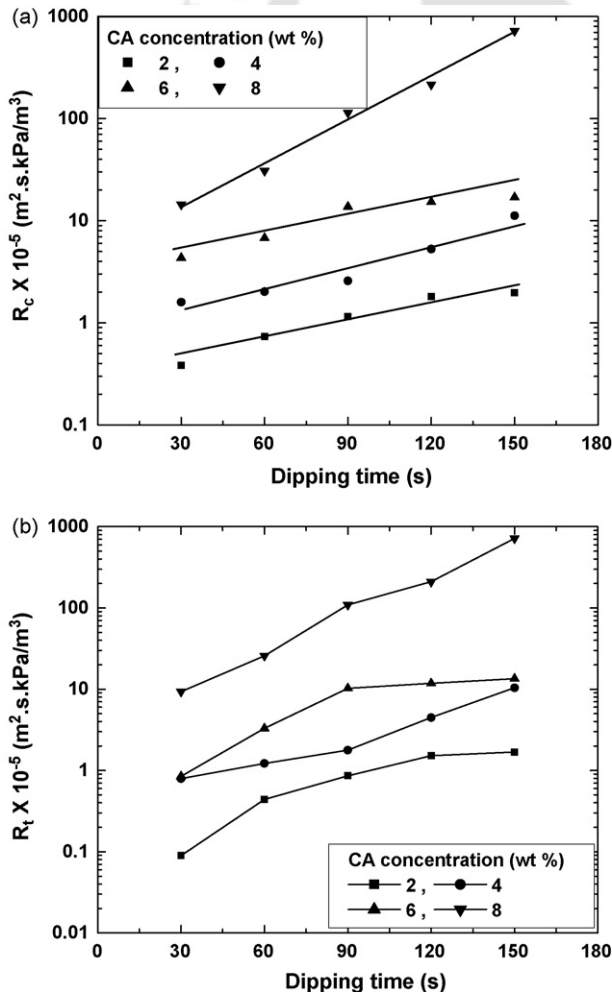 (a)
1000
100
10
1
0.1
R_c X 10^-5 (m^2.s.kPa/m^3)
CA concentration (wt %)
2 , 4
6 , 8
0 30 60 90 120 150 180
Dipping time (s)
(b)
1000
100
10
1
0.1
0.01
R_t X 10^-5 (m^2.s.kPa/m^3)
CA concentration (wt %)
2 , 4
6 , 8
0 30 60 90 120 150 180
Dipping time (s)